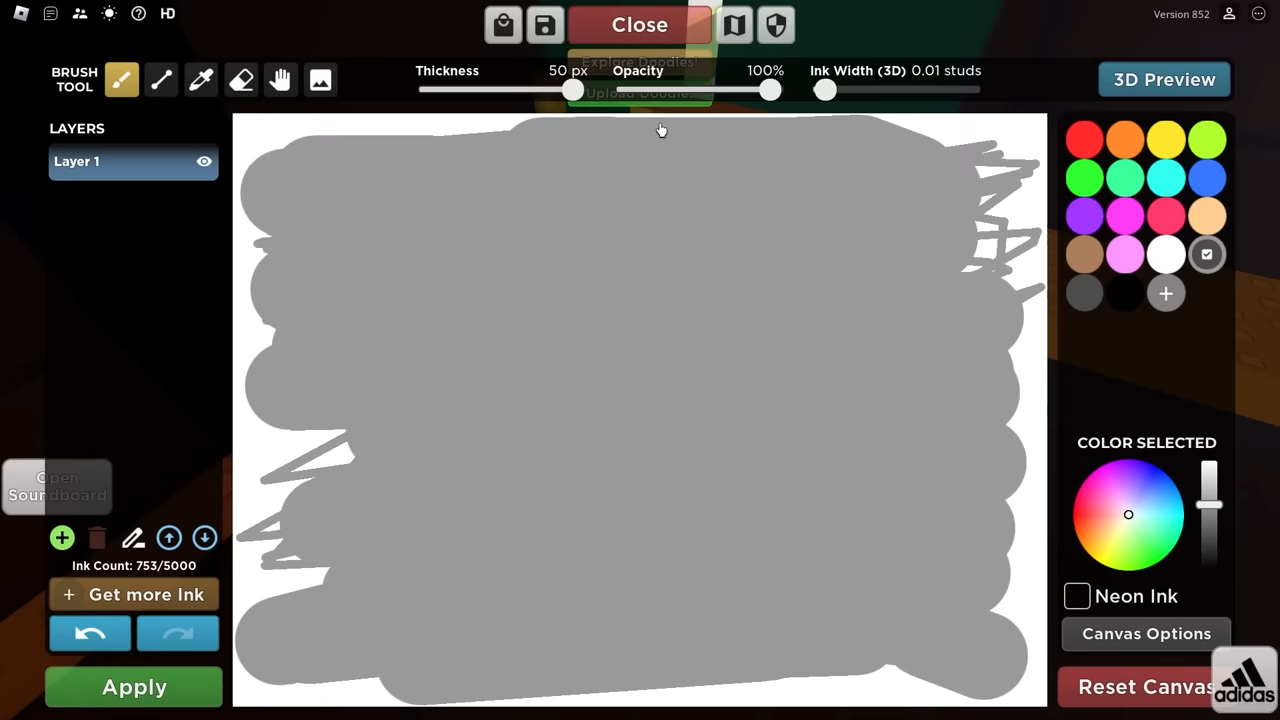 HD
Close
Version 852
Explore Doodles!
BRUSH
TOOL
Thickness
50 px
Opacity
100%
Ink Width (3D) 0.01 studs
3D Preview
LAYERS
Layer 1
COLOR SELECTED
Open
Soundboard
Ink Count: 753/5000
+ Get more Ink
Neon Ink
Canvas Options
Apply
Reset Canvas
adidas